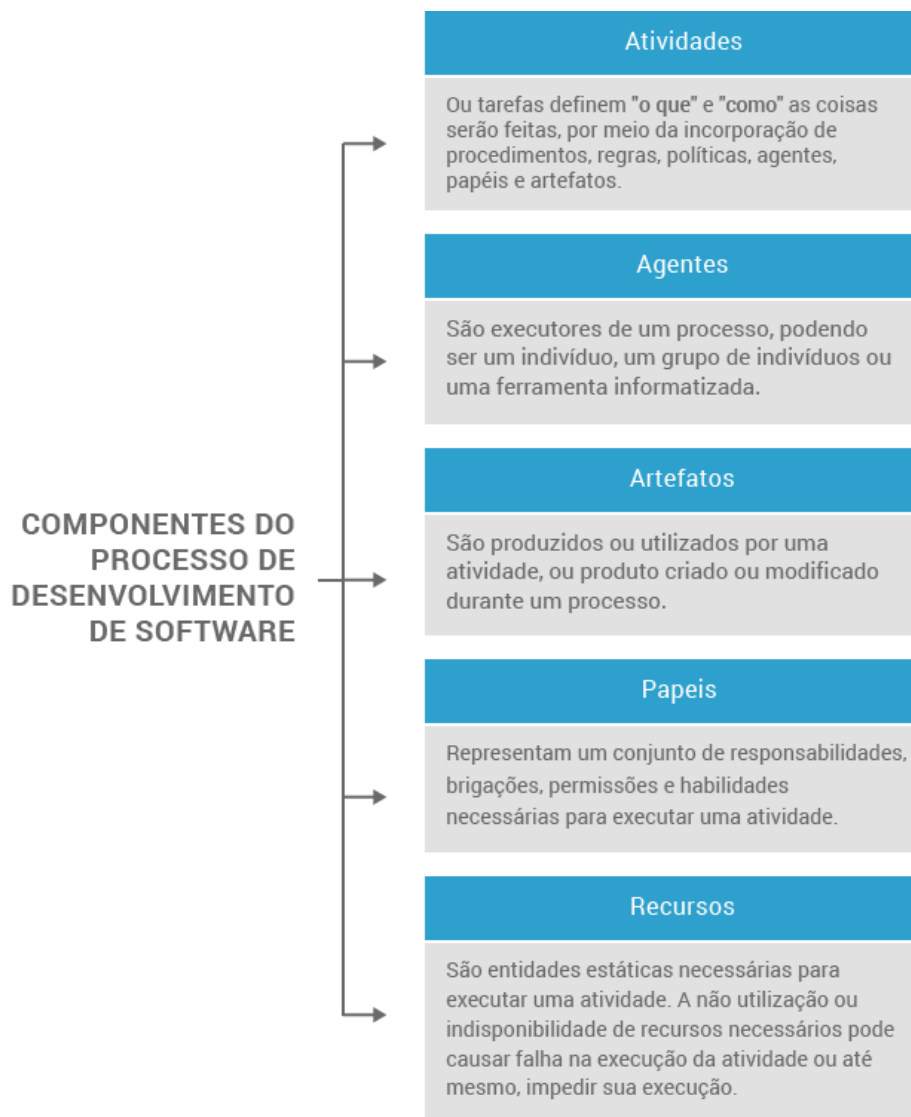 COMPONENTES DO
PROCESSO DE
DESENVOLVIMENTO
DE SOFTWARE
Atividades
Ou tarefas definem "o que" e "como" as coisas
serão feitas, por meio da incorporação de
procedimentos, regras, políticas, agentes,
papéis e artefatos.
Agentes
São executores de um processo, podendo
ser um indivíduo, um grupo de indivíduos ou
uma ferramenta informatizada.
Artefatos
São produzidos ou utilizados por uma
atividade, ou produto criado ou modificado
durante um processo.
Papeis
Representam um conjunto de responsabilidades,
brigações, permissões e habilidades
necessárias para executar uma atividade.
Recursos
São entidades estáticas necessárias para
executar uma atividade. A não utilização ou
indisponibilidade de recursos necessários pode
causar falha na execução da atividade ou até
mesmo, impedir sua execução.